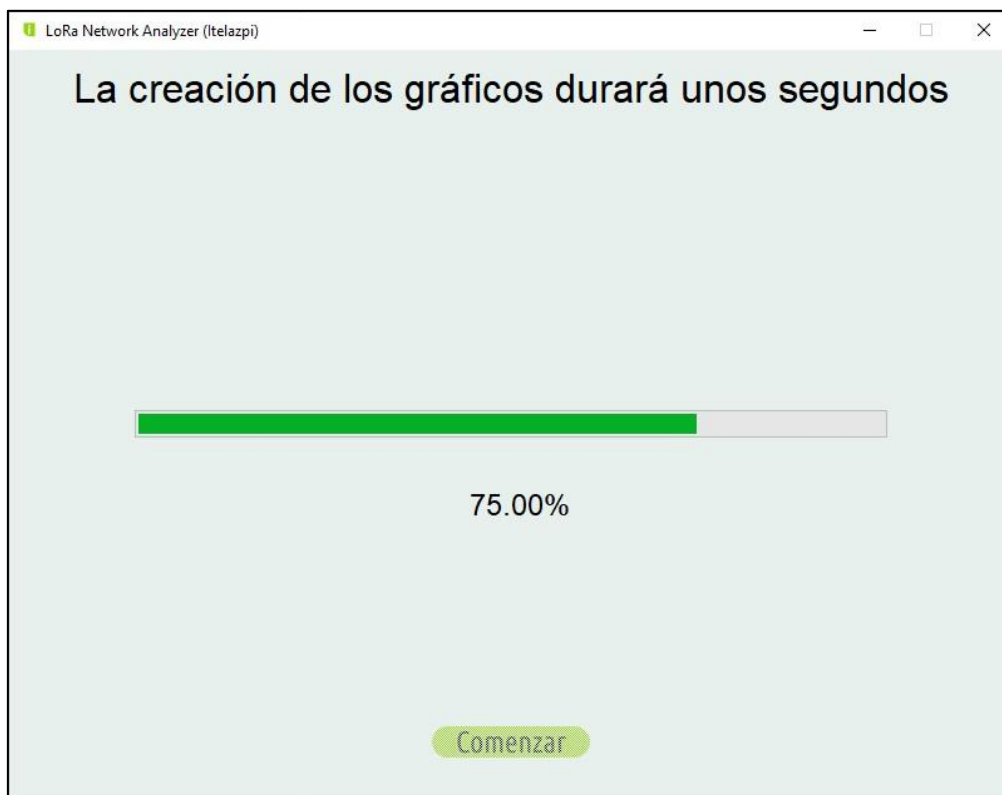 LoRa Network Analyzer (Itelazpi)
La creación de los gráficos durará unos segundos
75.00%
Comenzar